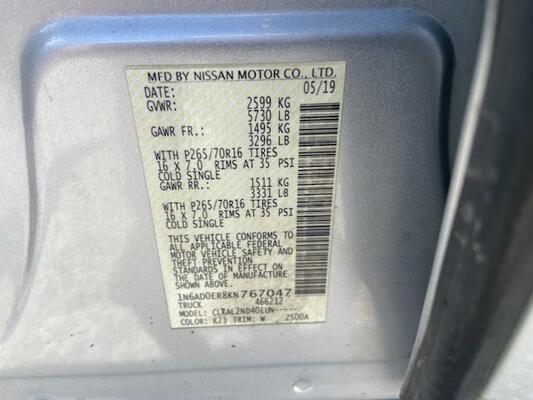 MFD BY NISSAN MOTOR CO., LTD.
DATE: 05/19
GVWR: 2599 KG
5730 LB
GAWR FR.: 1495 KG
3296 LB
WITH P265/70R16 TIRES
16 X 7.0 RIMS AT 35 PSI
COLD SINGLE
GAWR RR.: 1511 KG
3331 LB
WITH P265/70R16 TIRES
16 X 7.0 RIMS AT 35 PSI
COLD SINGLE
THIS VEHICLE CONFORMS TO
ALL APPLICABLE FEDERAL
MOTOR VEHICLE SAFETY
STANDARDS IN EFFECT ON
THE DATE OF MANUFACTURE
SHOWN ABOVE.
1N6AD0ER8KN767047
TRUCK 466212
MODEL: CLRAL2ND40EUN-----
COLOR: K23 TRIM: W 2500A